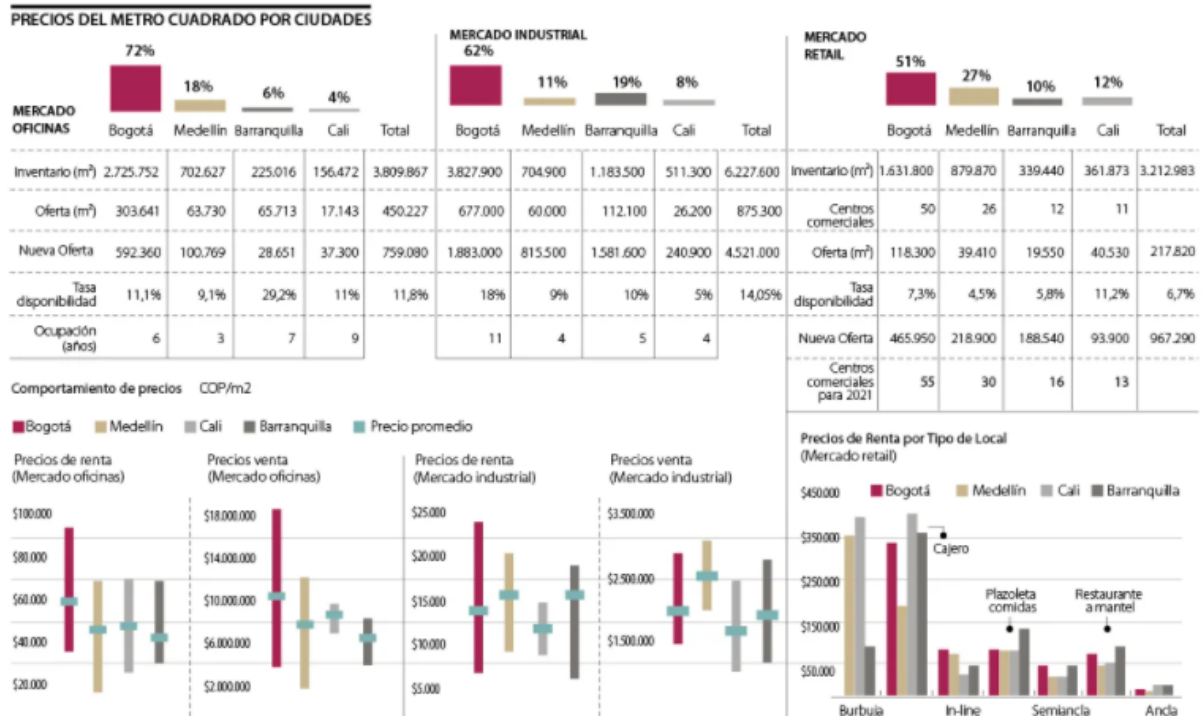 PRECIOS DEL METRO CUADRADO POR CIUDADES
72% 18% 6% 4%
MERCADO OFICINAS
Bogotá Medellín Barranquilla Cali Total
Inventario (m²) 2.725.752 702.627 225.016 156.472 3.809.867
Oferta (m²) 303.641 63.730 65.713 17.143 450.227
Nueva Oferta 592.360 100.769 28.651 37.300 759.080
Tasa disponibilidad 11,1% 9,1% 29,2% 11% 11,8%
Ocupación (años) 6 3 7 9
MERCADO INDUSTRIAL
62% 11% 19% 8%
Bogotá Medellín Barranquilla Cali Total
3.827.900 704.900 1.183.500 511.300 6.227.600
677.000 60.000 112.100 26.200 875.300
1.883.000 815.500 1.581.600 240.900 4.521.000
18% 9% 10% 5% 14,05%
11 4 5 4
MERCADO RETAIL
51% 27% 10% 12%
Bogotá Medellín Barranquilla Cali Total
Inventario (m²) 1.631.800 879.870 339.440 361.873 3.212.983
Centros comerciales 50 26 12 11
Oferta (m²) 118.300 39.410 19.550 40.530 217.820
Tasa disponibilidad 7,3% 4,5% 5,8% 11,2% 6,7%
Nueva Oferta 465.950 218.900 188.540 93.900 967.290
Centros comerciales para 2021 55 30 16 13
Comportamiento de precios COP/m2
Bogotá Medellín Cali Barranquilla Precio promedio
Precios de renta
(Mercado oficinas)
$100.000
$80.000
$60.000
$40.000
$20.000
Precios venta
(Mercado oficinas)
$18.000.000
$14.000.000
$10.000.000
$6.000.000
$2.000.000
Precios de renta
(Mercado industrial)
$25.000
$20.000
$15.000
$10.000
$5.000
Precios venta
(Mercado industrial)
$3.500.000
$2.500.000
$1.500.000
Precios de Renta por Tipo de Local
(Mercado retail)
Bogotá Medellín Cali Barranquilla
$450.000
$350.000
$250.000
$150.000
$50.000
Cajero
Plazoleta comidas
Restaurante a mantel
Burbuja In-line Semiancla Ancla